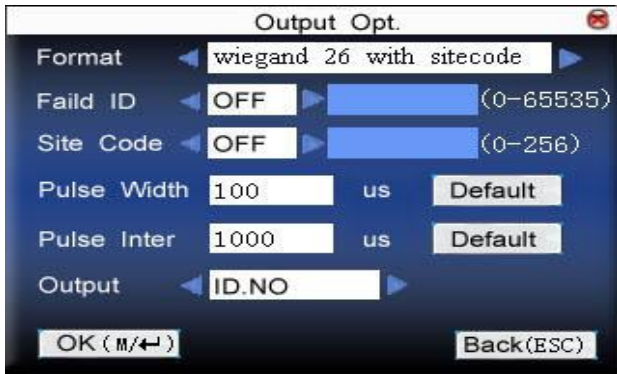 Output Opt.
Format wiegand 26 with sitecode
Faild ID OFF (0-65535)
Site Code OFF (0-256)
Pulse Width 100 us Default
Pulse Inter 1000 us Default
Output ID.NO
OK(M/↵) Back(ESC)